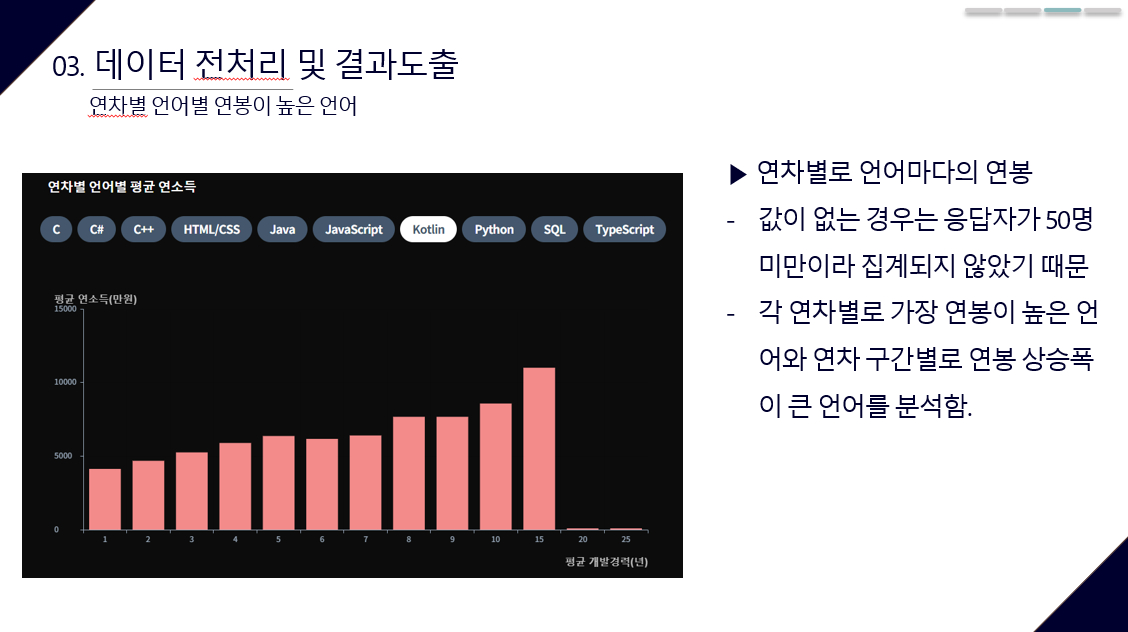 03. 데이터 전처리 및 결과도출
연차별 언어별 연봉이 높은 언어
연차별 언어별 평균 연소득
C C# C++ HTML/CSS Java JavaScript Kotlin Python SQL TypeScript
평균 연소득(만원)
15000
10000
5000
0
1 2 3 4 5 6 7 8 9 10 15 20 25
평균 개발경력(년)
▶ 연차별로 언어마다의 연봉
- 값이 없는 경우는 응답자가 50명
미만이라 집계되지 않았기 때문
- 각 연차별로 가장 연봉이 높은 언
어와 연차 구간별로 연봉 상승폭
이 큰 언어를 분석함.